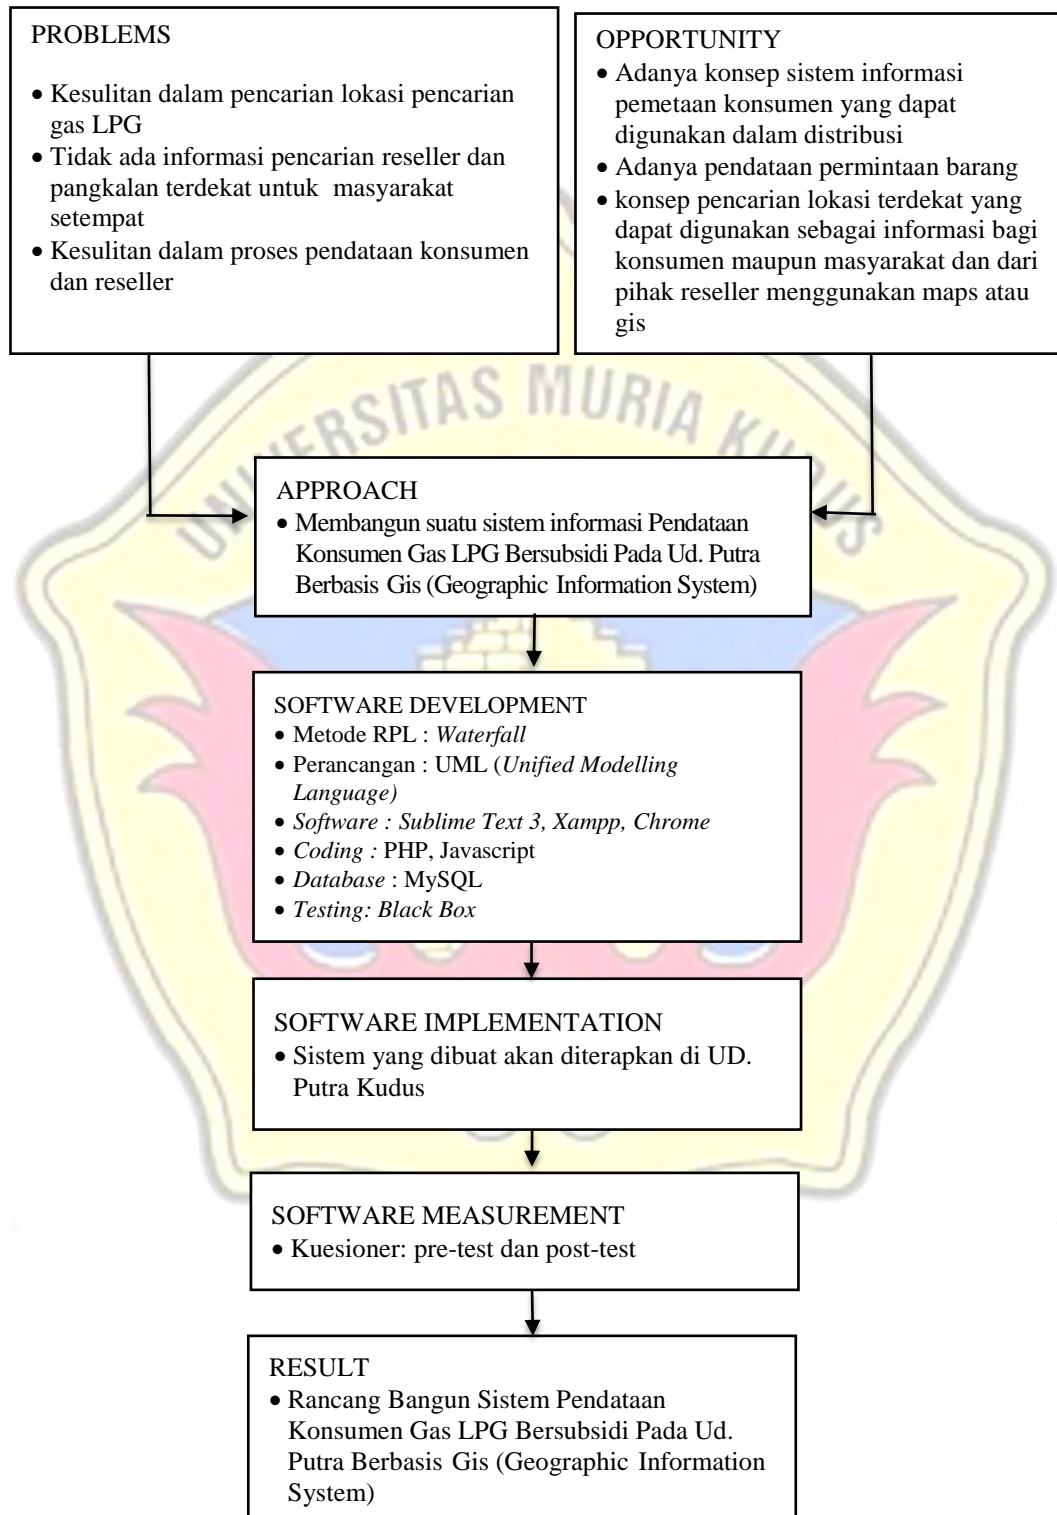 PROBLEMS
• Kesulitan dalam pencarian lokasi pencarian
gas LPG
• Tidak ada informasi pencarian reseller dan
pangkalan terdekat untuk masyarakat
setempat
• Kesulitan dalam proses pendataan konsumen
dan reseller
OPPORTUNITY
• Adanya konsep sistem informasi
pemetaan konsumen yang dapat
digunakan dalam distribusi
• Adanya pendataan permintaan barang
• konsep pencarian lokasi terdekat yang
dapat digunakan sebagai informasi bagi
konsumen maupun masyarakat dan dari
pihak reseller menggunakan maps atau
gis
UNIVERSITAS MURIA KUDUS
APPROACH
• Membangun suatu sistem informasi Pendataan
Konsumen Gas LPG Bersubsidi Pada Ud. Putra
Berbasis Gis (Geographic Information System)
SOFTWARE DEVELOPMENT
• Metode RPL : Waterfall
• Perancangan : UML (Unified Modelling
Language)
• Software : Sublime Text 3, Xampp, Chrome
• Coding : PHP, Javascript
• Database : MySQL
• Testing: Black Box
SOFTWARE IMPLEMENTATION
• Sistem yang dibuat akan diterapkan di UD.
Putra Kudus
SOFTWARE MEASUREMENT
• Kuesioner: pre-test dan post-test
RESULT
• Rancang Bangun Sistem Pendataan
Konsumen Gas LPG Bersubsidi Pada Ud.
Putra Berbasis Gis (Geographic Information
System)